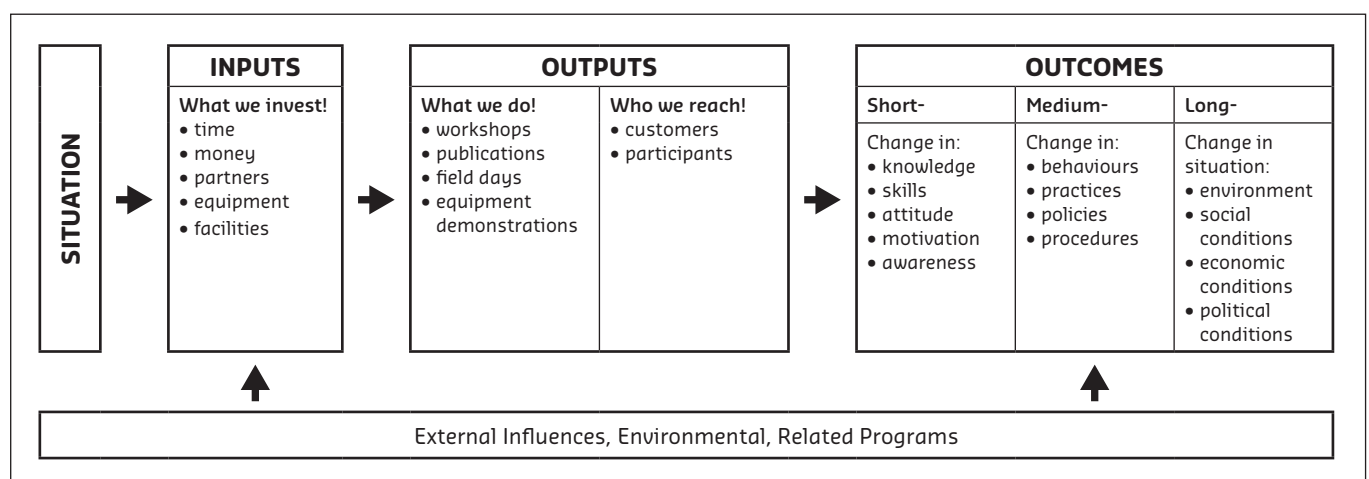 SITUATION
INPUTS
What we invest!
• time
• money
• partners
• equipment
• facilities
OUTPUTS
What we do!
• workshops
• publications
• field days
• equipment
demonstrations
Who we reach!
• customers
• participants
OUTCOMES
Short-
Change in:
• knowledge
• skills
• attitude
• motivation
• awareness
Medium-
Change in:
• behaviours
• practices
• policies
• procedures
Long-
Change in
situation:
• environment
• social
conditions
• economic
conditions
• political
conditions
External Influences, Environmental, Related Programs